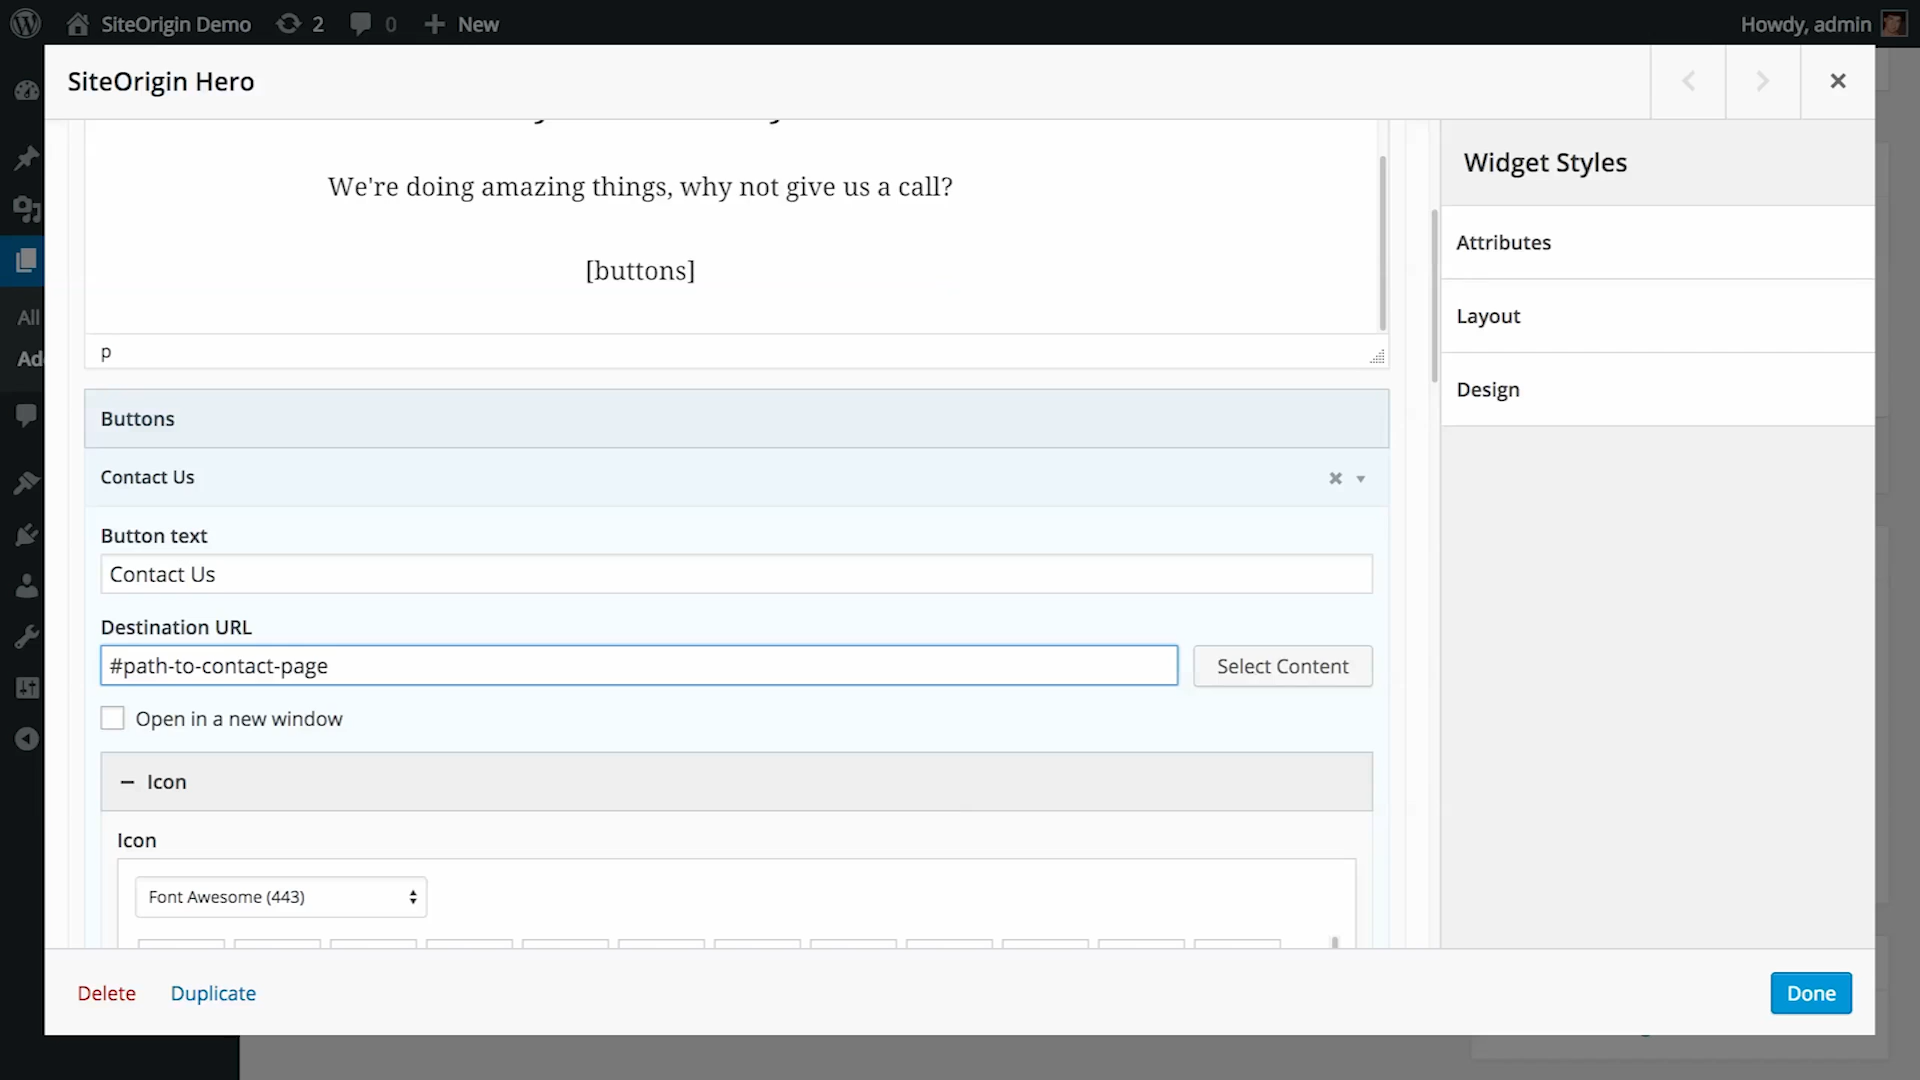 SiteOrigin Demo 2 0 New Howdy, admin
SiteOrigin Hero
We're doing amazing things, why not give us a call?
[buttons]
p
Widget Styles
Attributes
Layout
Design
All
Ad
Buttons
Contact Us
Button text
Contact Us
Destination URL
#path-to-contact-page
Select Content
Open in a new window
Icon
Icon
Font Awesome (443)
Delete Duplicate Done